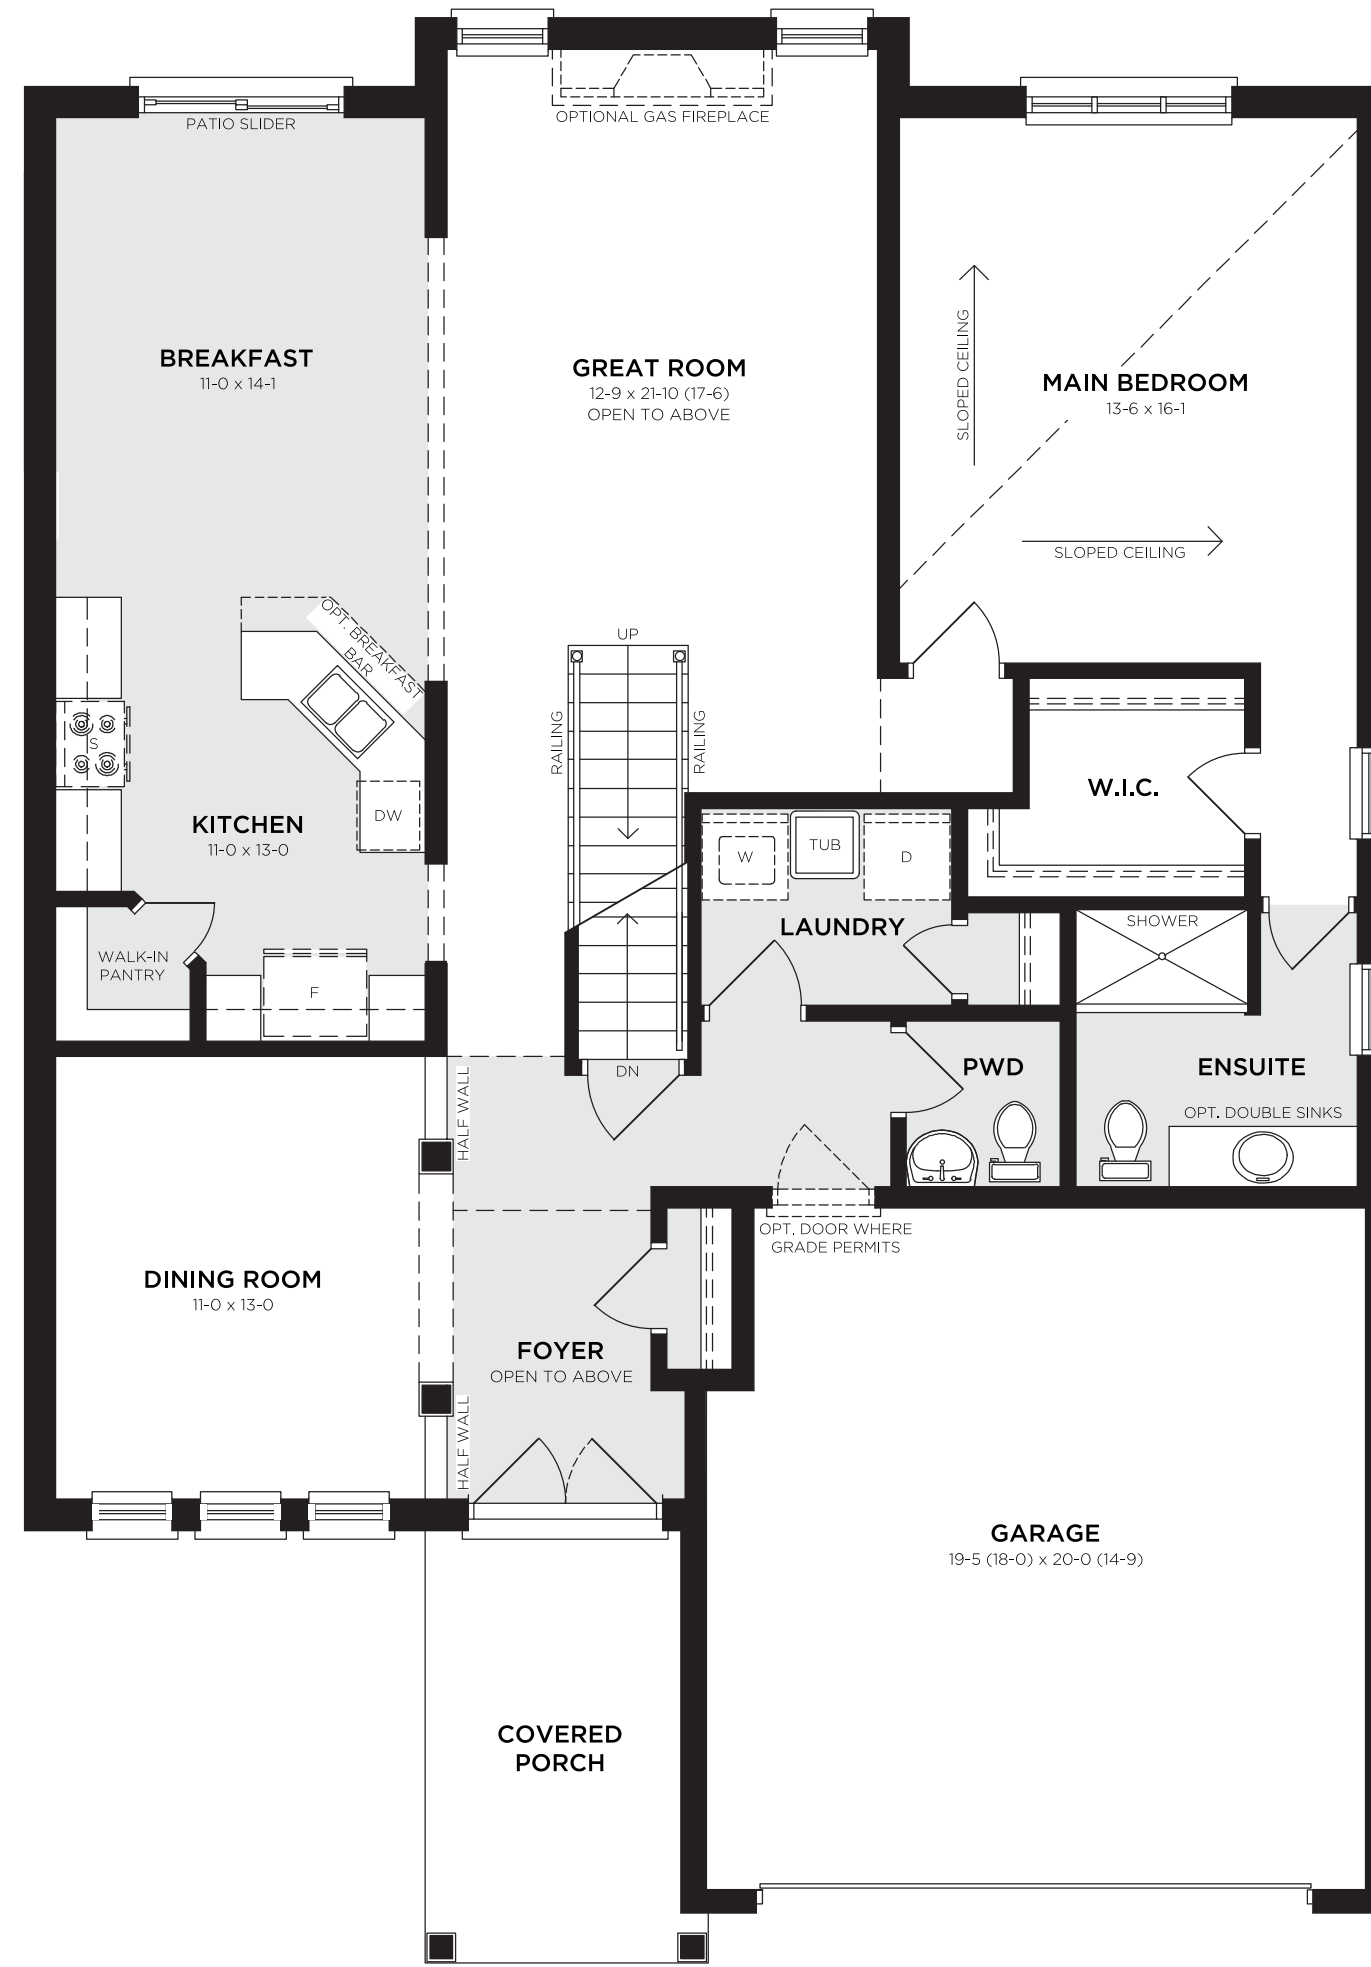 PATIO SLIDER
OPTIONAL GAS FIREPLACE
BREAKFAST
11-0 x 14-1
GREAT ROOM
12-9 x 21-10 (17-6)
OPEN TO ABOVE
SLOPED CEILING
MAIN BEDROOM
13-6 x 16-1
SLOPED CEILING
OPT. BREAKFAST
BAR
UP
RAILING
RAILING
S
DW
KITCHEN
11-0 x 13-0
W.I.C.
W
TUB
D
LAUNDRY
SHOWER
WALK-IN
PANTRY
F
DN
PWD
ENSUITE
OPT. DOUBLE SINKS
HALF WALL
OPT. DOOR WHERE
GRADE PERMITS
DINING ROOM
11-0 x 13-0
FOYER
OPEN TO ABOVE
HALF WALL
GARAGE
19-5 (18-0) x 20-0 (14-9)
COVERED
PORCH